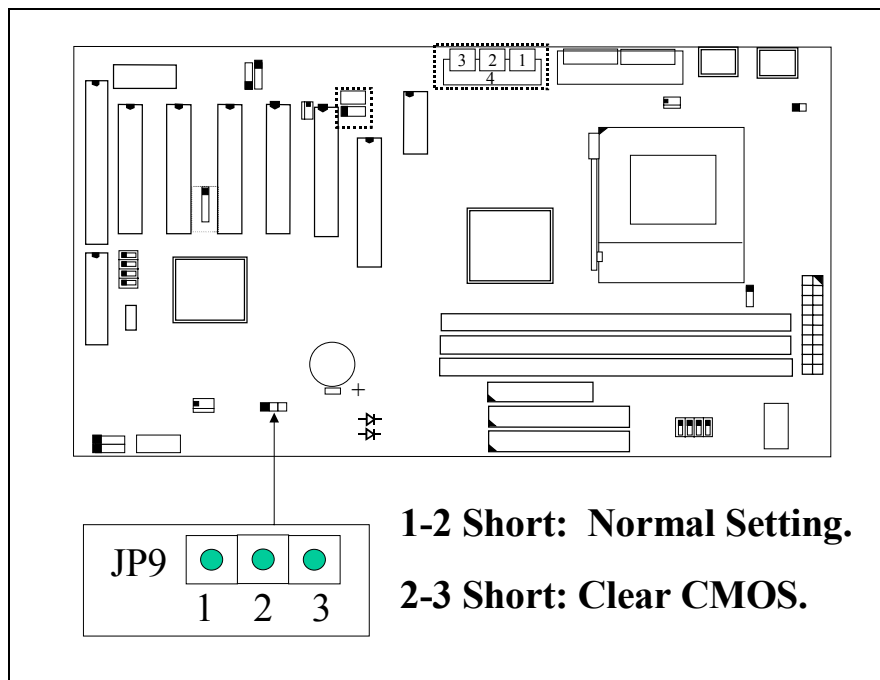 3 2 1
4
+
1-2 Short: Normal Setting.
JP9
2-3 Short: Clear CMOS.
1 2 3